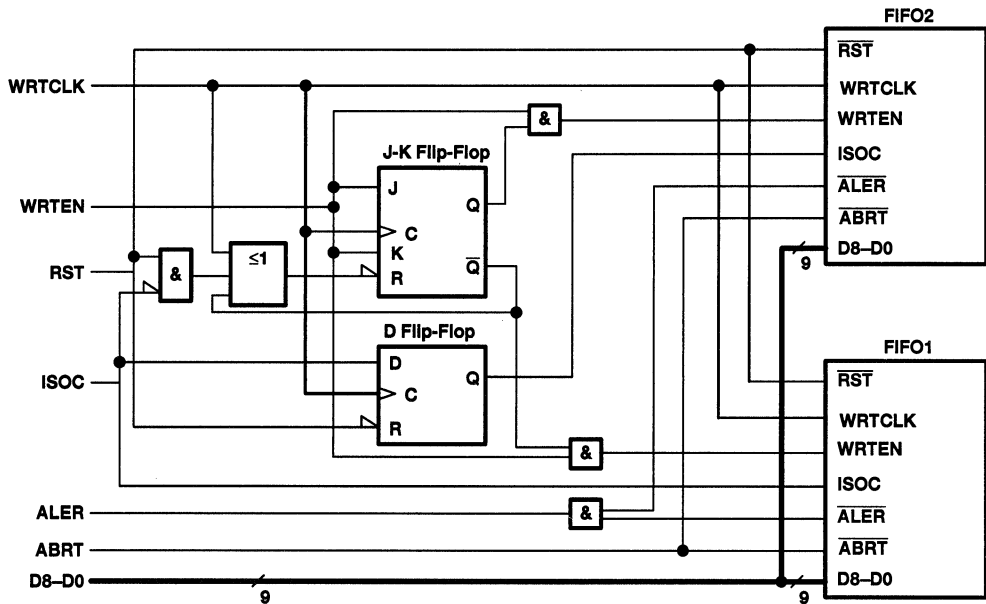 FIFO2
RST
WRTCLK
WRTCLK
&
WRTEN
J-K Flip-Flop
ISOC
J
ALER
WRTEN
Q
ABRT
C
≤1
K
D8–D0
RST
&
Q
9
R
D Flip-Flop
FIFO1
D
ISOC
Q
RST
C
WRTCLK
R
&
WRTEN
ISOC
ALER
&
ALER
ABRT
ABRT
D8–D0
D8–D0
9
9